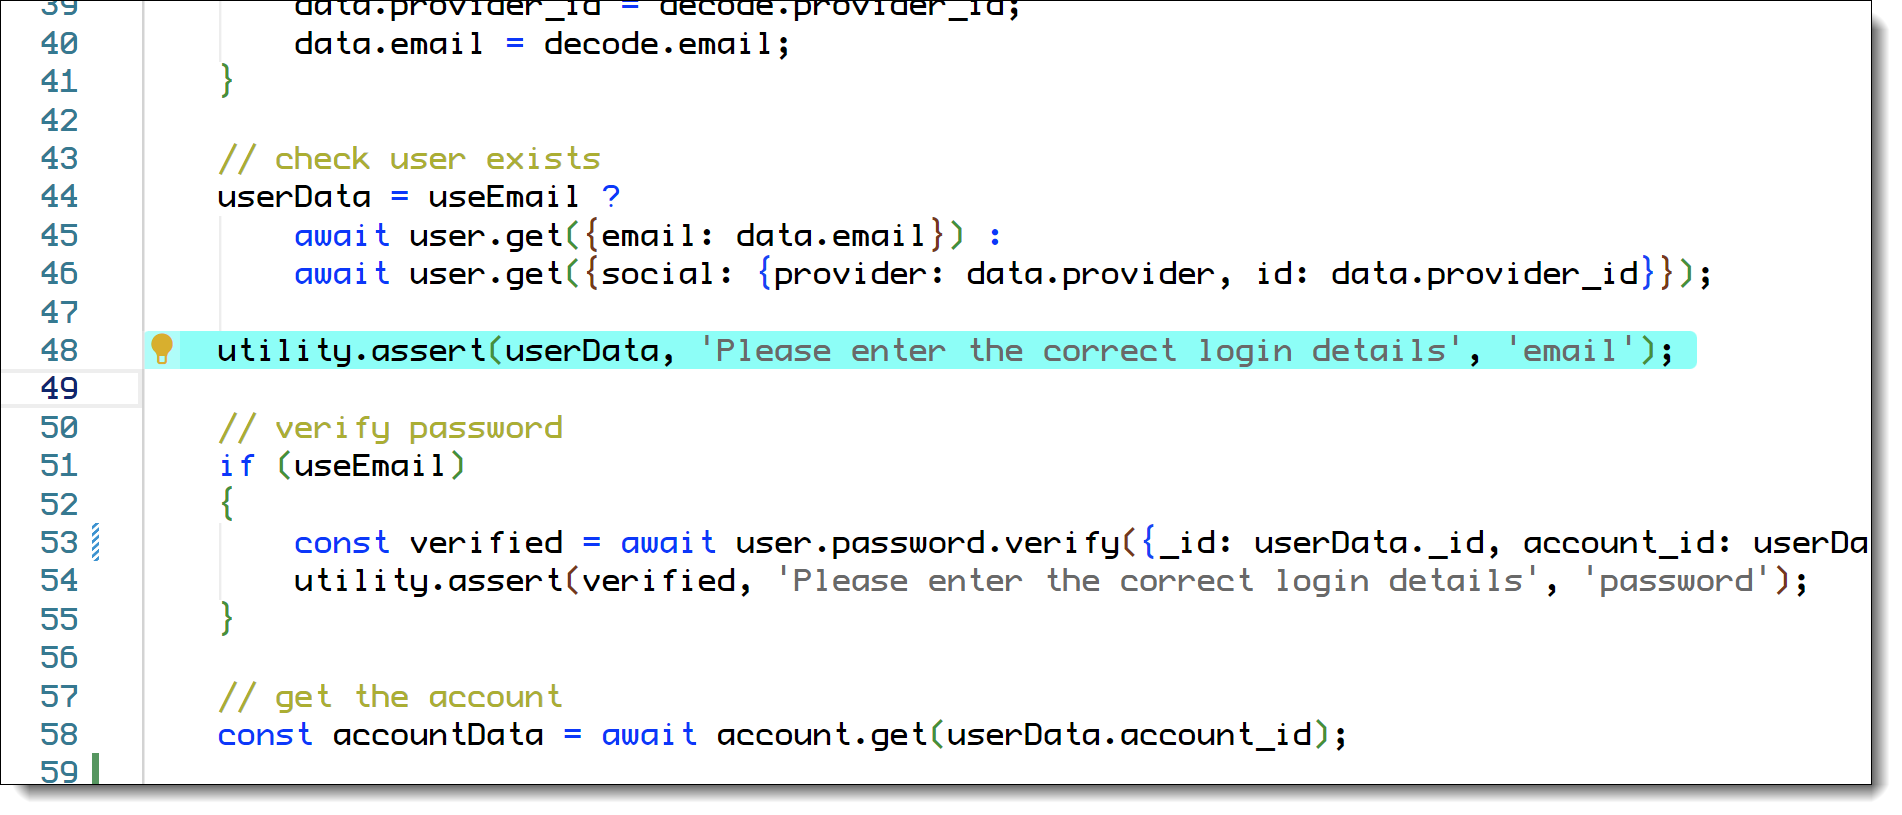 39 data.provider_id = decode.provider_id;
40 data.email = decode.email;
41 }
42
43 // check user exists
44 userData = useEmail ?
45 await user.get({email: data.email}) :
46 await user.get({social: {provider: data.provider, id: data.provider_id}});
47
48 utility.assert(userData, 'Please enter the correct login details', 'email');
49
50 // verify password
51 if (useEmail)
52 {
53 const verified = await user.password.verify({_id: userData._id, account_id: userDa
54 utility.assert(verified, 'Please enter the correct login details', 'password');
55 }
56
57 // get the account
58 const accountData = await account.get(userData.account_id);
59